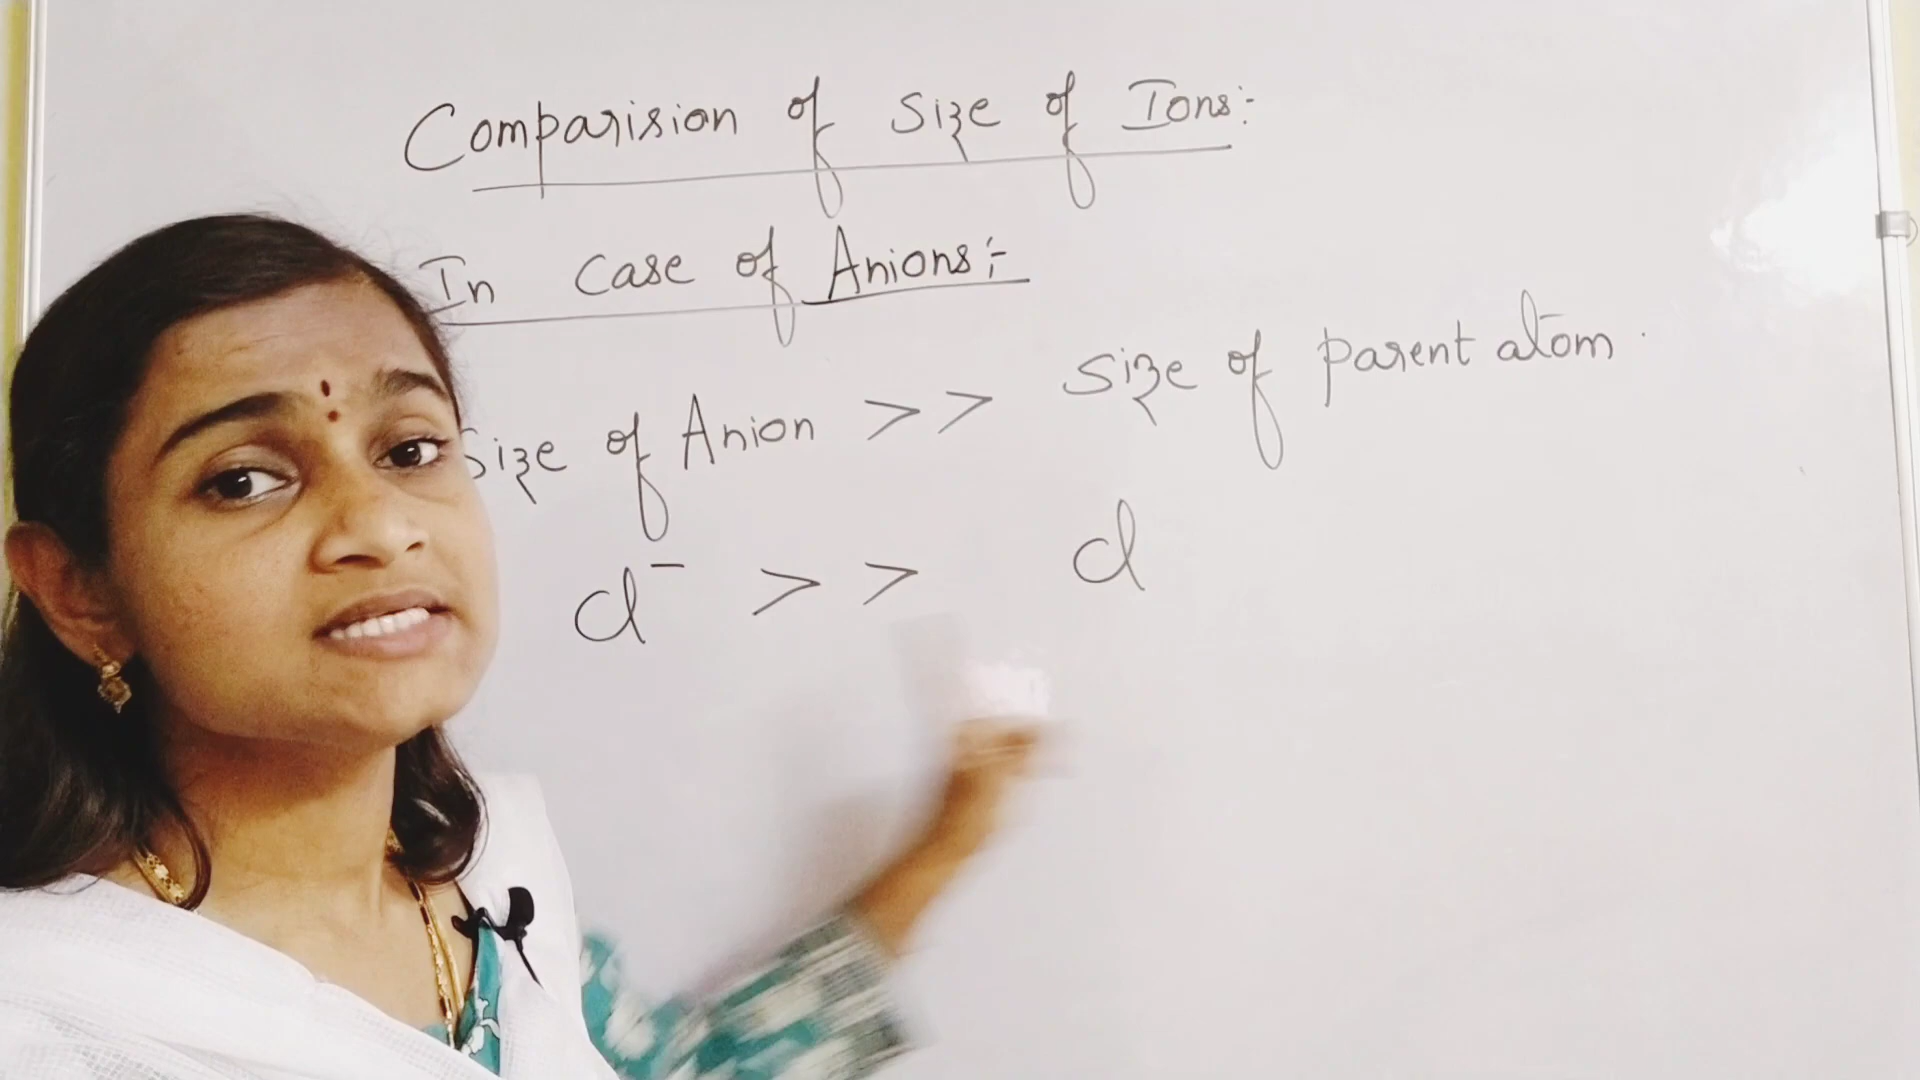 Comparision of Size of Ions:-
In Case of Anions:-
Size of Anion >> Size of parent atom.
Cl⁻ >> Cl